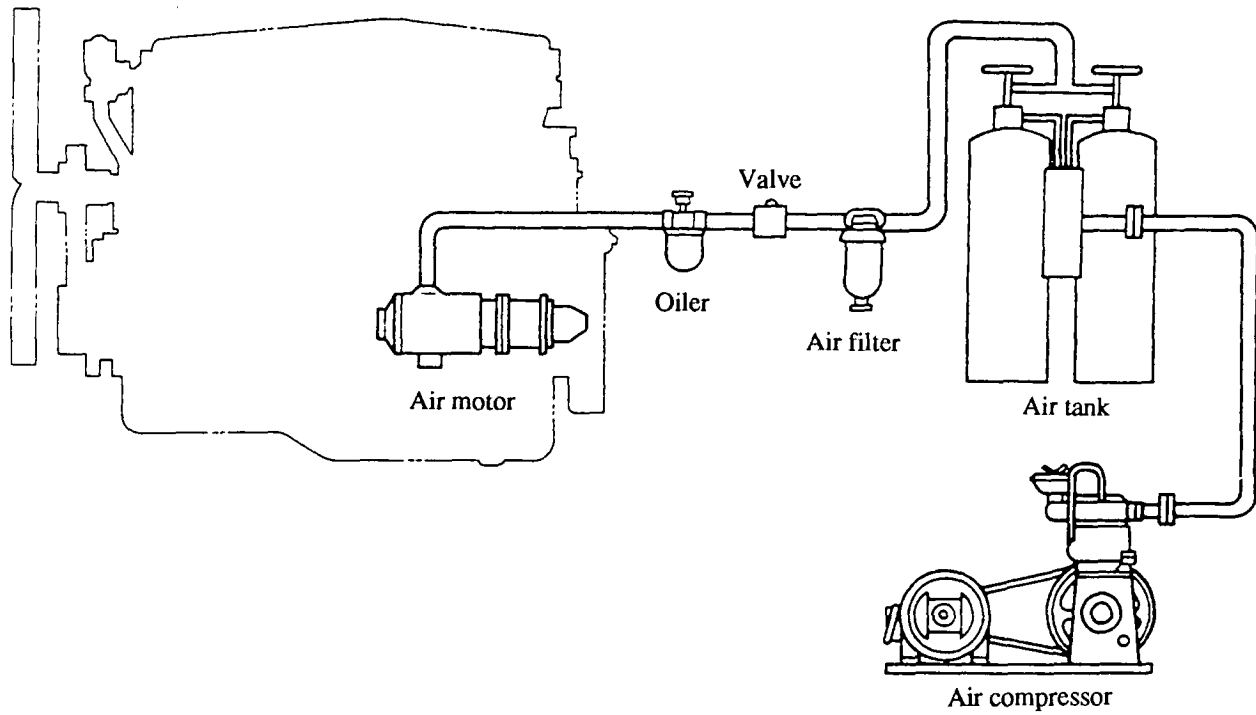 Valve
Oiler
Air filter
Air motor
Air tank
Air compressor